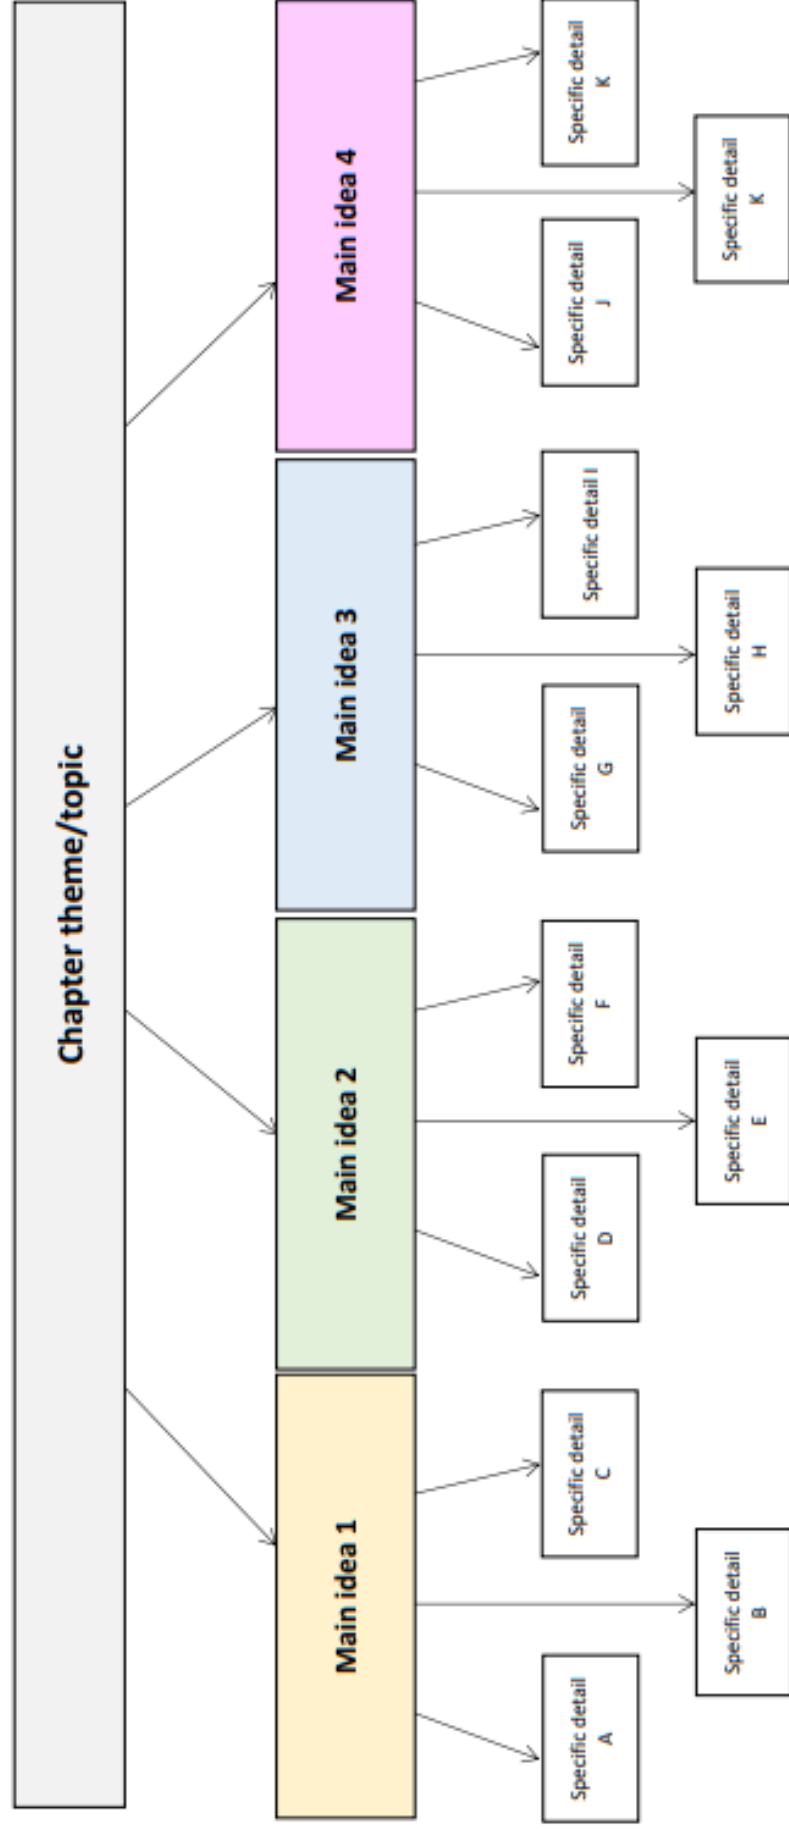 Chapter theme/topic
Main idea 1
Main idea 2
Main idea 3
Main idea 4
Specific detail
A
Specific detail
C
Specific detail
D
Specific detail
F
Specific detail
G
Specific detail I
Specific detail
J
Specific detail
K
Specific detail
B
Specific detail
E
Specific detail
H
Specific detail
K